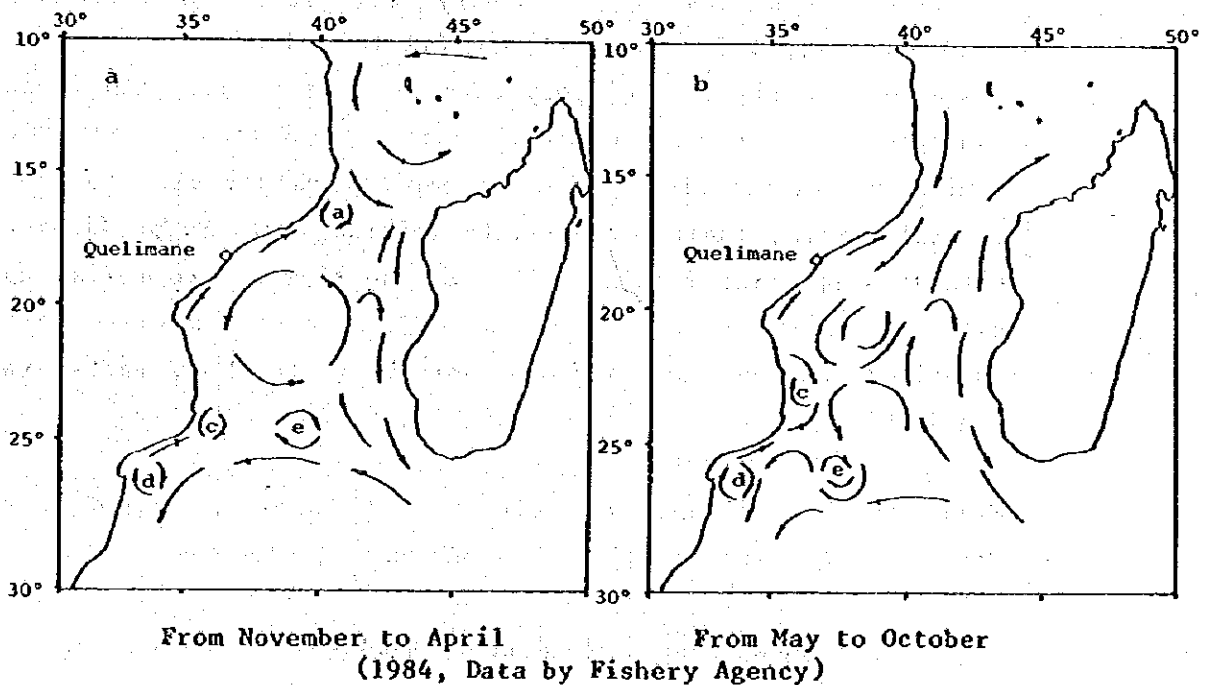 30° 35° 40° 45° 50° 30° 35° 40° 45° 50°
10° 10°
a b
15° 15°
(a)
Quelimane Quelimane
20° 20°
c
(c) e
25° 25°
d d e
30° 30°
From November to April From May to October
(1984, Data by Fishery Agency)